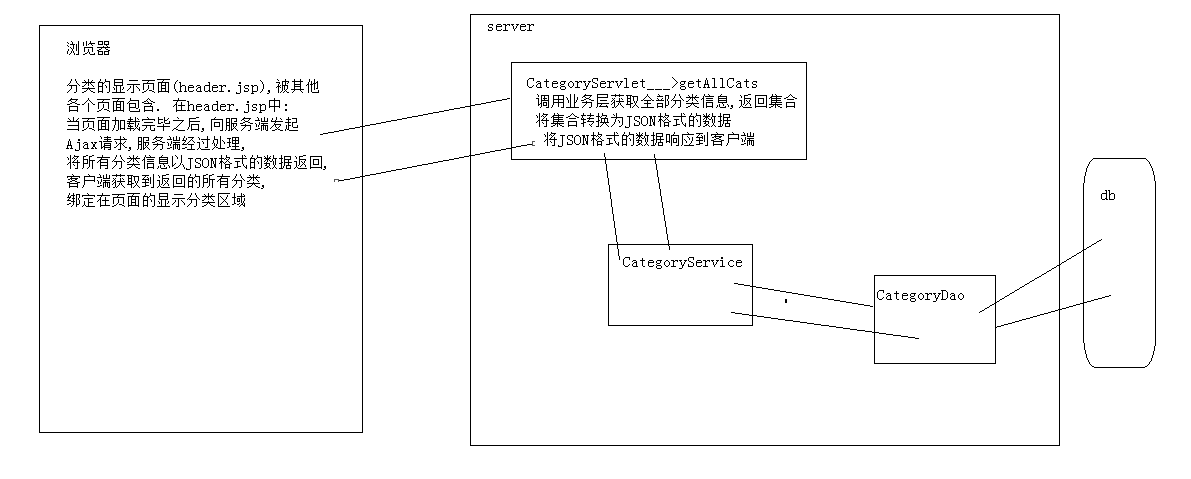 浏览器
分类的显示页面(header.jsp),被其他
各个页面包含. 在header.jsp中:
当页面加载完毕之后,向服务端发起
Ajax请求,服务端经过处理,
将所有分类信息以JSON格式的数据返回,
客户端获取到返回的所有分类,
绑定在页面的显示分类区域
server
CategoryServlet___>getAllCats
调用业务层获取全部分类信息,返回集合
将集合转换为JSON格式的数据
将JSON格式的数据响应到客户端
CategoryService
CategoryDao
db